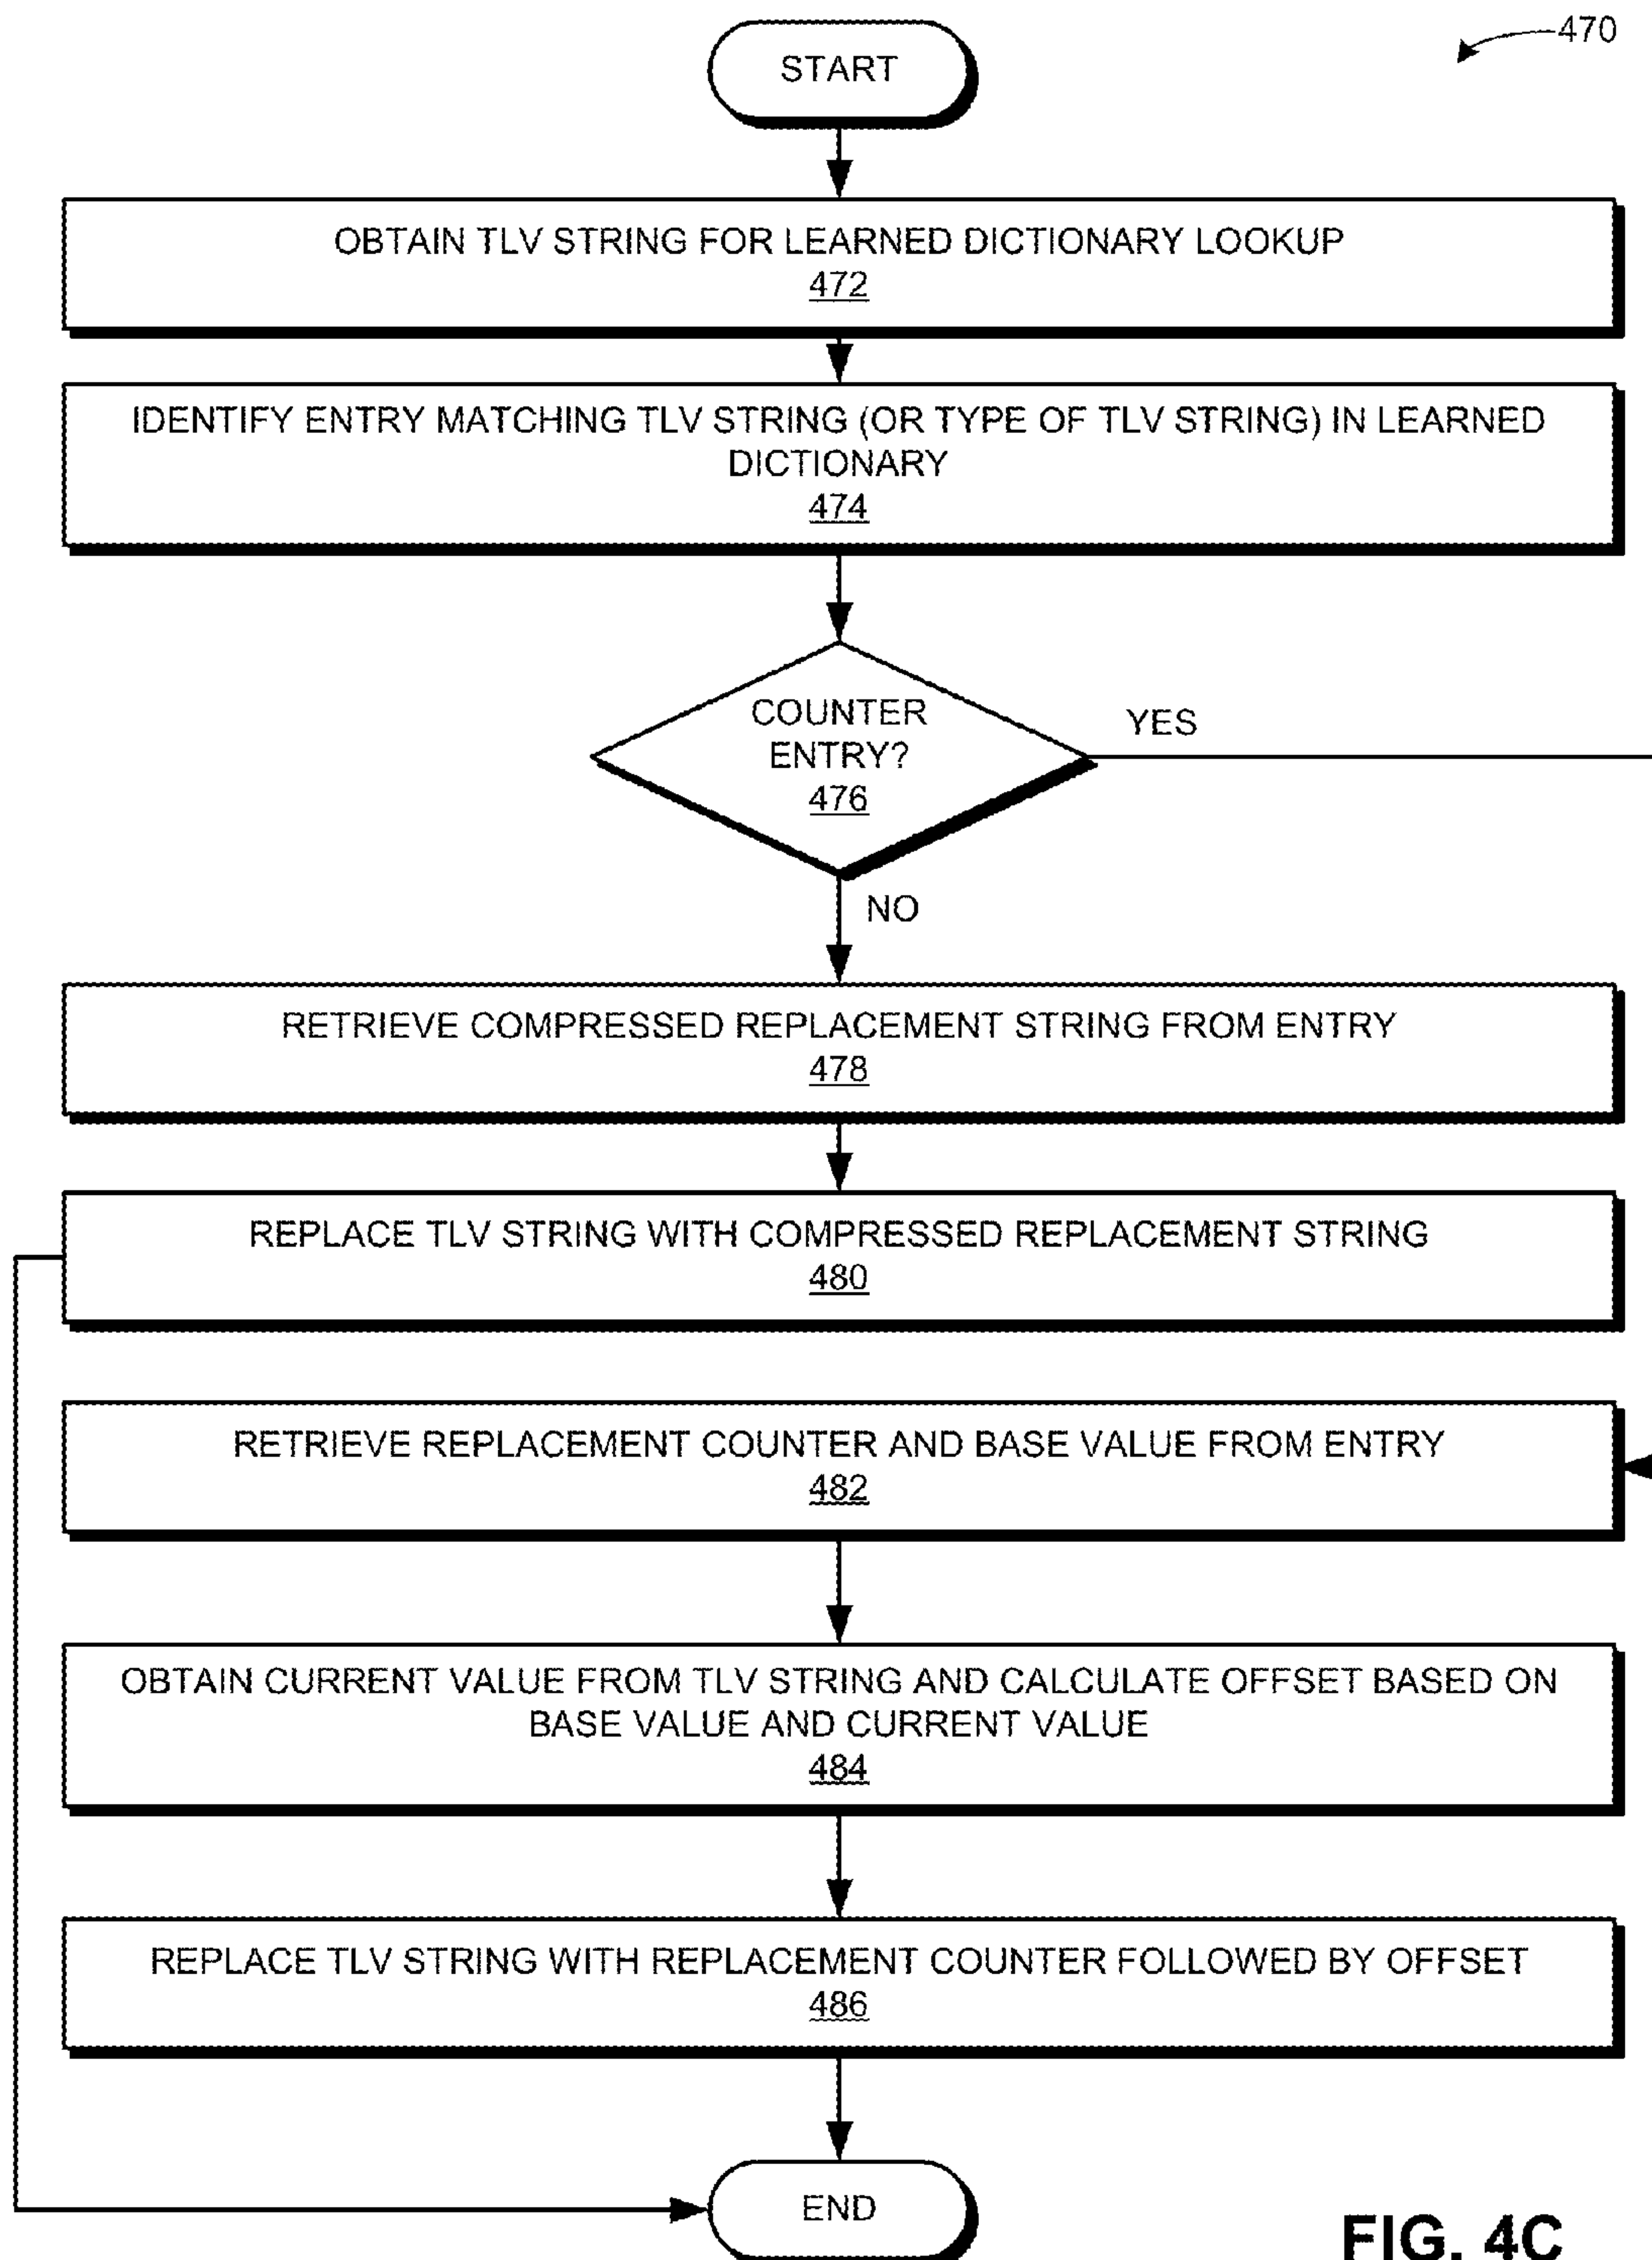 470
START
OBTAIN TLV STRING FOR LEARNED DICTIONARY LOOKUP
472
IDENTIFY ENTRY MATCHING TLV STRING (OR TYPE OF TLV STRING) IN LEARNED
DICTIONARY
474
COUNTER
ENTRY?
476
YES
NO
RETRIEVE COMPRESSED REPLACEMENT STRING FROM ENTRY
478
REPLACE TLV STRING WITH COMPRESSED REPLACEMENT STRING
480
RETRIEVE REPLACEMENT COUNTER AND BASE VALUE FROM ENTRY
482
OBTAIN CURRENT VALUE FROM TLV STRING AND CALCULATE OFFSET BASED ON
BASE VALUE AND CURRENT VALUE
484
REPLACE TLV STRING WITH REPLACEMENT COUNTER FOLLOWED BY OFFSET
486
END
FIG. 4C